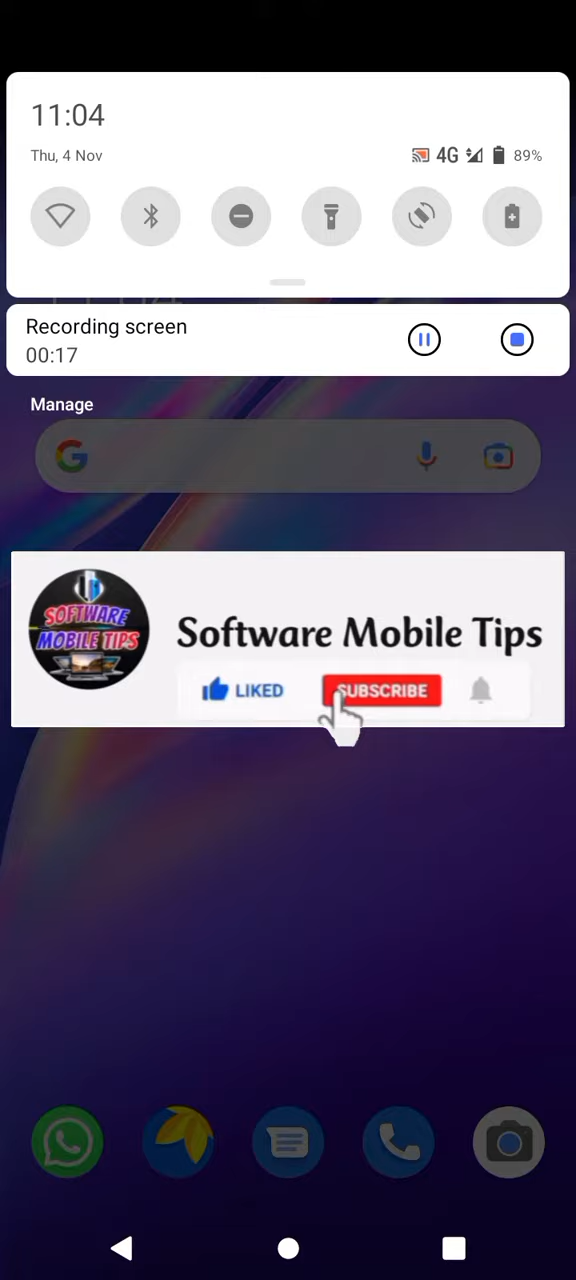 11:04
Thu, 4 Nov
4G
89%
Recording screen
00:17
Manage
G
SOFTWARE
MOBILE TIPS
Software Mobile Tips
LIKED
SUBSCRIBE